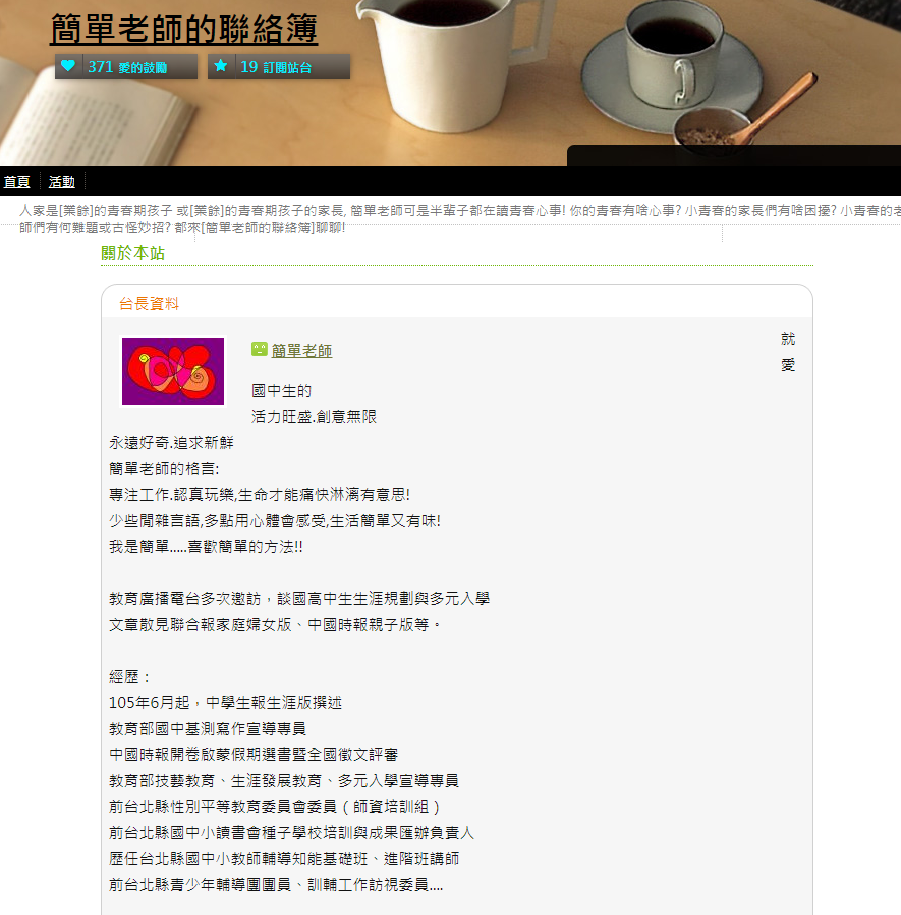 簡單老師的聯絡簿
371 愛的鼓勵 19 訂閱站台
首頁 活動
人家是[業餘]的青春期孩子 或[業餘]的青春期孩子的家長, 簡單老師可是半輩子都在讀青春心事! 你的青春有啥心事? 小青春的家長們有啥困擾? 小青春的老
師們有何難題或古怪妙招? 都來[簡單老師的聯絡簿]聊聊!
關於本站
台長資料
簡單老師
就
愛
國中生的
活力旺盛.創意無限
永遠好奇.追求新鮮
簡單老師的格言:
專注工作.認真玩樂,生命才能痛快淋漓有意思!
少些閒雜言語,多點用心體會感受,生活簡單又有味!
我是簡單.....喜歡簡單的方法!!
教育廣播電台多次邀訪，談國高中生生涯規劃與多元入學
文章散見聯合報家庭婦女版、中國時報親子版等。
經歷：
105年6月起，中學生報生涯版撰述
教育部國中基測寫作宣導專員
中國時報開卷啟蒙假期選書暨全國徵文評審
教育部技藝教育、生涯發展教育、多元入學宣導專員
前台北縣性別平等教育委員會委員（師資培訓組）
前台北縣國中小讀書會種子學校培訓與成果匯辦負責人
歷任台北縣國中小教師輔導知能基礎班、進階班講師
前台北縣青少年輔導團團員、訓輔工作訪視委員....